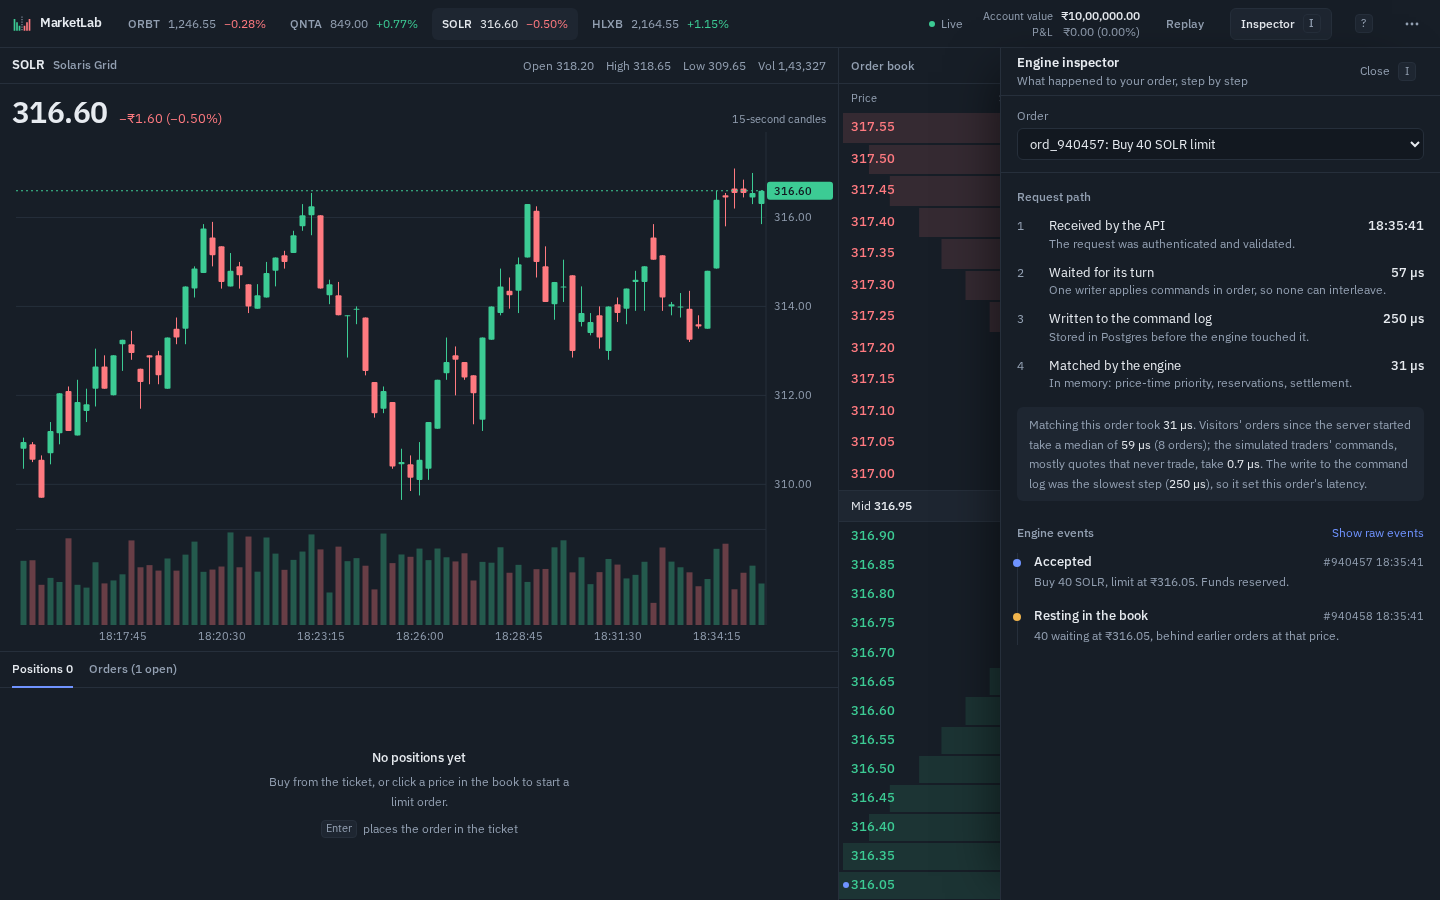 MarketLab
ORBT 1,246.55 −0.28% QNTA 849.00 +0.77% SOLR 316.60 −0.50% HLXB 2,164.55 +1.15%
Live
Account value ₹10,00,000.00
P&L ₹0.00 (0.00%)
Replay
Inspector I
?
SOLR Solaris Grid
Open 318.20 High 318.65 Low 309.65 Vol 1,43,327
316.60 −₹1.60 (−0.50%)
15-second candles
316.60
316.00
314.00
312.00
310.00
18:17:45 18:20:30 18:23:15 18:26:00 18:28:45 18:31:30 18:34:15
Positions 0 Orders (1 open)
No positions yet
Buy from the ticket, or click a price in the book to start a
limit order.
Enter places the order in the ticket
Order book
Price
317.55
317.50
317.45
317.40
317.35
317.30
317.25
317.20
317.15
317.10
317.05
317.00
Mid 316.95
316.90
316.85
316.80
316.75
316.70
316.65
316.60
316.55
316.50
316.45
316.40
316.35
316.05
Engine inspector
What happened to your order, step by step
Close I
Order
ord_940457: Buy 40 SOLR limit
Request path
1 Received by the API 18:35:41
The request was authenticated and validated.
2 Waited for its turn 57 µs
One writer applies commands in order, so none can interleave.
3 Written to the command log 250 µs
Stored in Postgres before the engine touched it.
4 Matched by the engine 31 µs
In memory: price-time priority, reservations, settlement.
Matching this order took 31 µs. Visitors' orders since the server started
take a median of 59 µs (8 orders); the simulated traders' commands,
mostly quotes that never trade, take 0.7 µs. The write to the command
log was the slowest step (250 µs), so it set this order's latency.
Engine events Show raw events
Accepted #940457 18:35:41
Buy 40 SOLR, limit at ₹316.05. Funds reserved.
Resting in the book #940458 18:35:41
40 waiting at ₹316.05, behind earlier orders at that price.